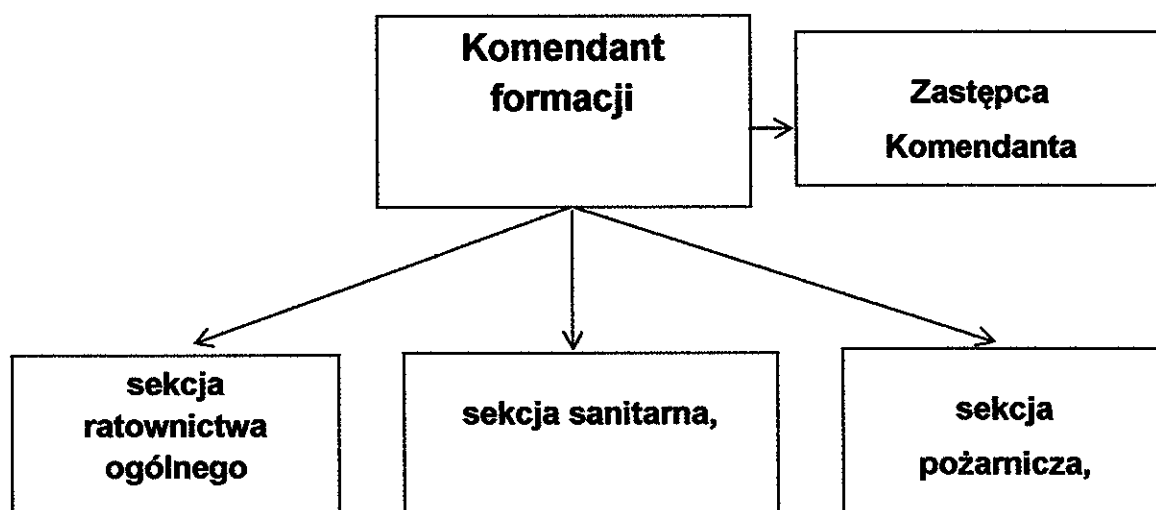 Komendant
formacji
Zastępca
Komendanta
sekcja
ratownictwa
ogólnego
sekcja sanitarna,
sekcja
pożarnicza,